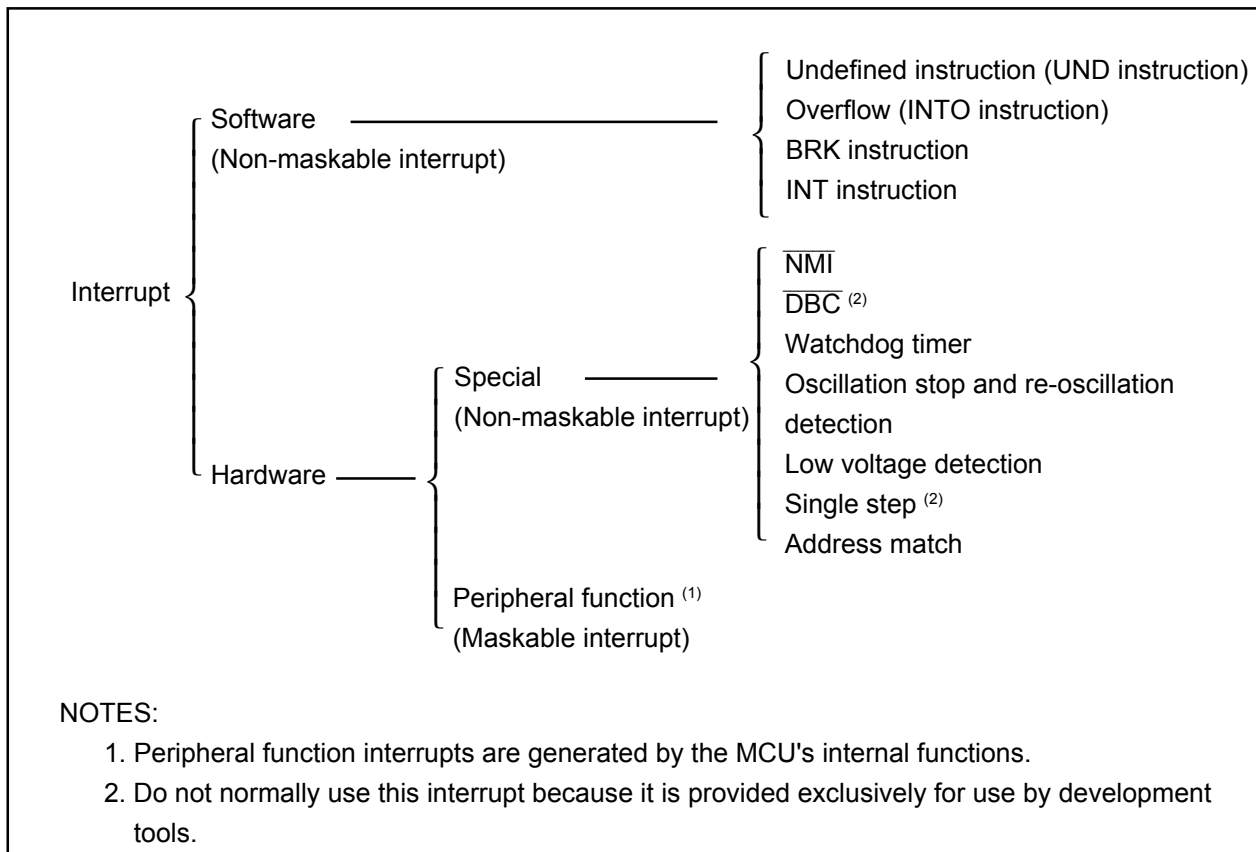 Interrupt
Software
(Non-maskable interrupt)
Undefined instruction (UND instruction)
Overflow (INTO instruction)
BRK instruction
INT instruction
Hardware
Special
(Non-maskable interrupt)
N̅M̅I̅
D̅B̅C̅ (2)
Watchdog timer
Oscillation stop and re-oscillation
detection
Low voltage detection
Single step (2)
Address match
Peripheral function (1)
(Maskable interrupt)
NOTES:
1. Peripheral function interrupts are generated by the MCU's internal functions.
2. Do not normally use this interrupt because it is provided exclusively for use by development
tools.